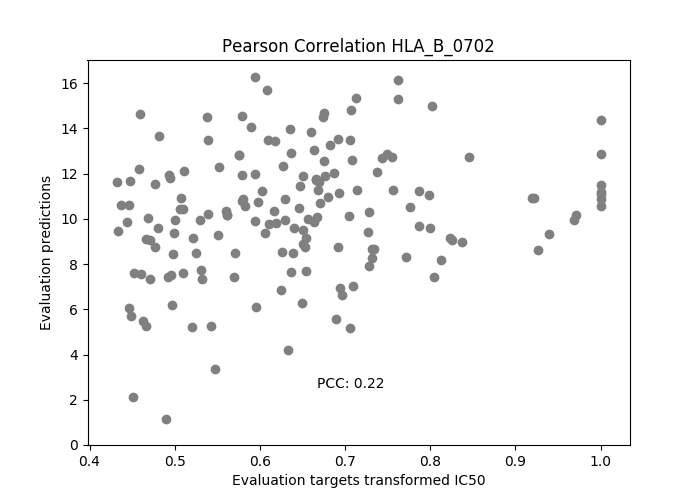 Pearson Correlation HLA_B_0702
16
14
12
10
8
6
4
2
0
Evaluation predictions
PCC: 0.22
0.4 0.5 0.6 0.7 0.8 0.9 1.0
Evaluation targets transformed IC50